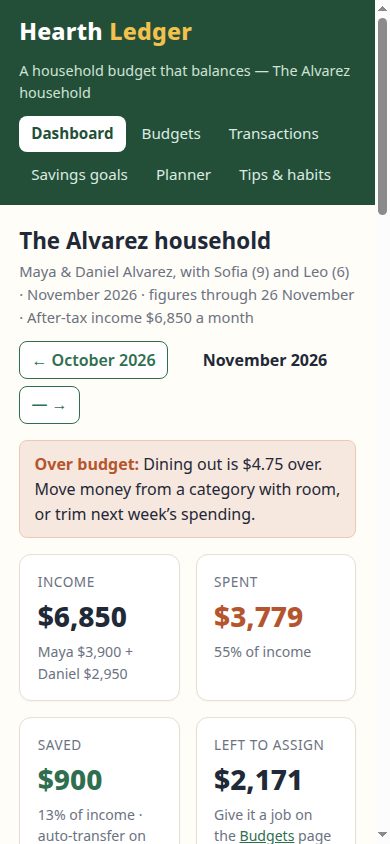 Hearth Ledger
A household budget that balances — The Alvarez
household
Dashboard Budgets Transactions
Savings goals Planner Tips & habits
The Alvarez household
Maya & Daniel Alvarez, with Sofia (9) and Leo (6)
· November 2026 · figures through 26 November
· After-tax income $6,850 a month
← October 2026 November 2026
— →
Over budget: Dining out is $4.75 over.
Move money from a category with room,
or trim next week’s spending.
INCOME
$6,850
Maya $3,900 +
Daniel $2,950
SPENT
$3,779
55% of income
SAVED
$900
13% of income ·
auto-transfer on
LEFT TO ASSIGN
$2,171
Give it a job on
the Budgets page